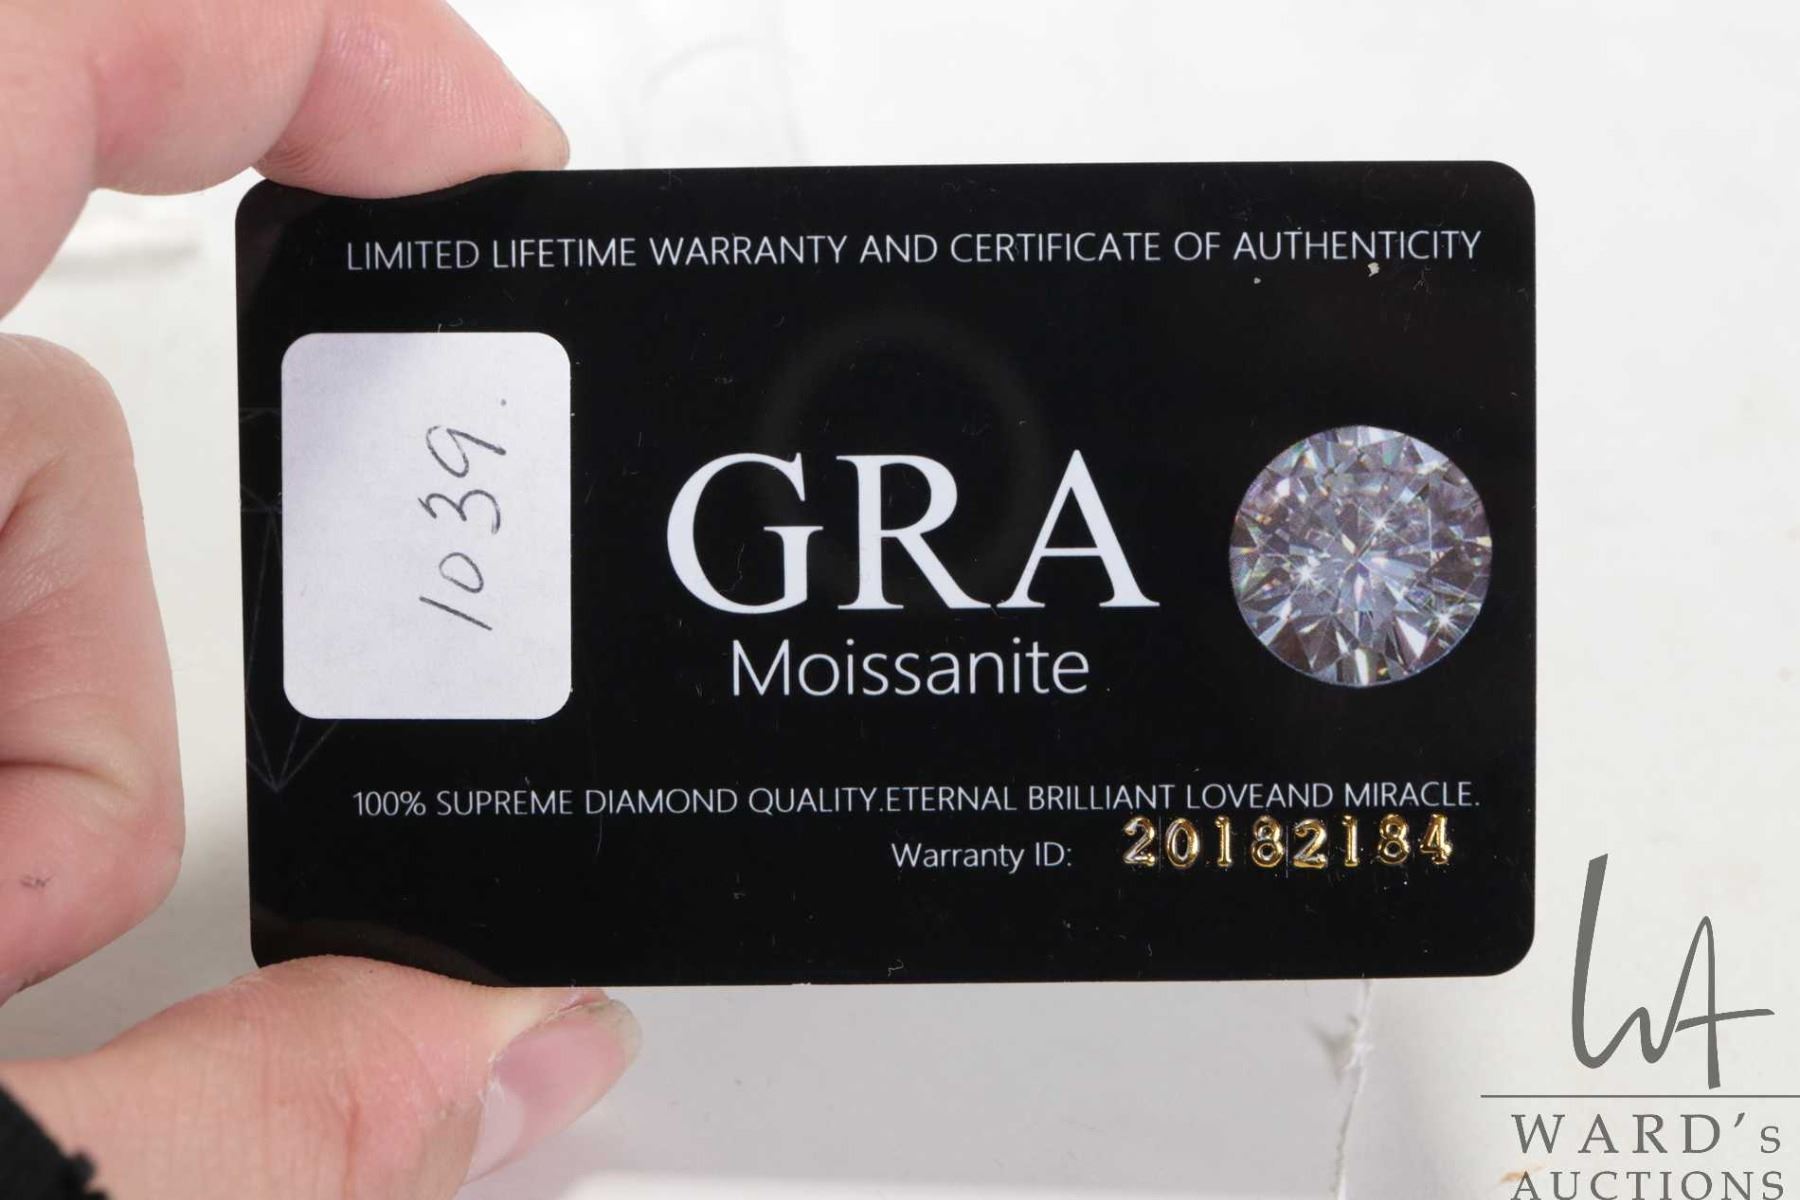 LIMITED LIFETIME WARRANTY AND CERTIFICATE OF AUTHENTICITY
1039.
GRA
Moissanite
100% SUPREME DIAMOND QUALITY.ETERNAL BRILLIANT LOVEAND MIRACLE.
Warranty ID: 20182184
WA
WARD's
AUCTIONS